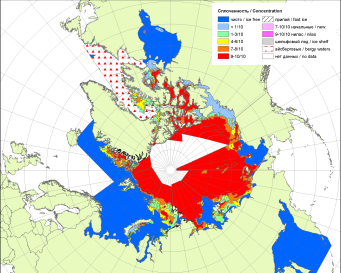 Сплоченность / Concentration
чисто / ice free
< 1/10
1-3/10
4-6/10
7-8/10
9-10/10
припай / fast ice
7-10/10 начальные / new
9-10/10 нилас / nilas
шельфовый лед / ice shelf
айсберговые / bergy waters
нет данных / no data